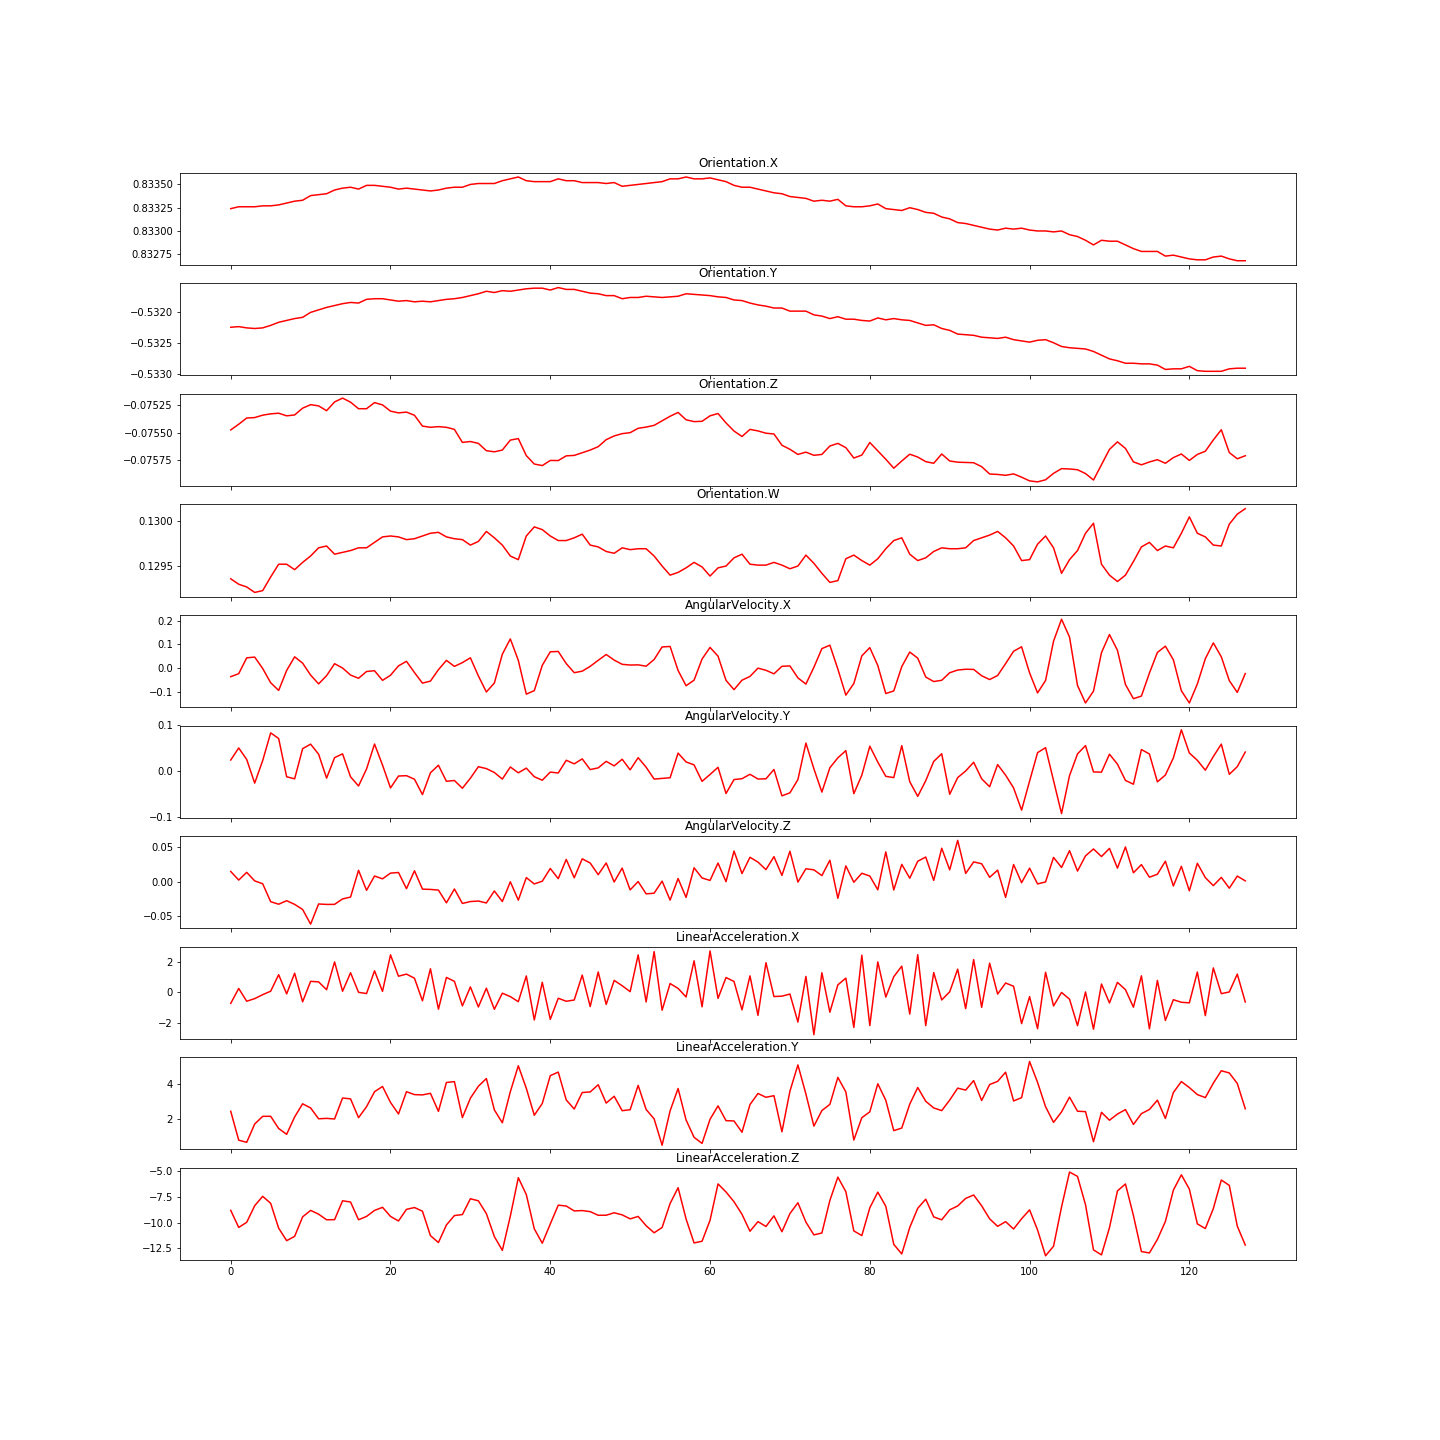 Orientation.X
0.83350
0.83325
0.83300
0.83275
Orientation.Y
−0.5320
−0.5325
−0.5330
Orientation.Z
−0.07525
−0.07550
−0.07575
Orientation.W
0.1300
0.1295
AngularVelocity.X
0.2
0.1
0.0
−0.1
AngularVelocity.Y
0.1
0.0
−0.1
AngularVelocity.Z
0.05
0.00
−0.05
LinearAcceleration.X
2
0
−2
LinearAcceleration.Y
4
2
LinearAcceleration.Z
−5.0
−7.5
−10.0
−12.5
0 20 40 60 80 100 120